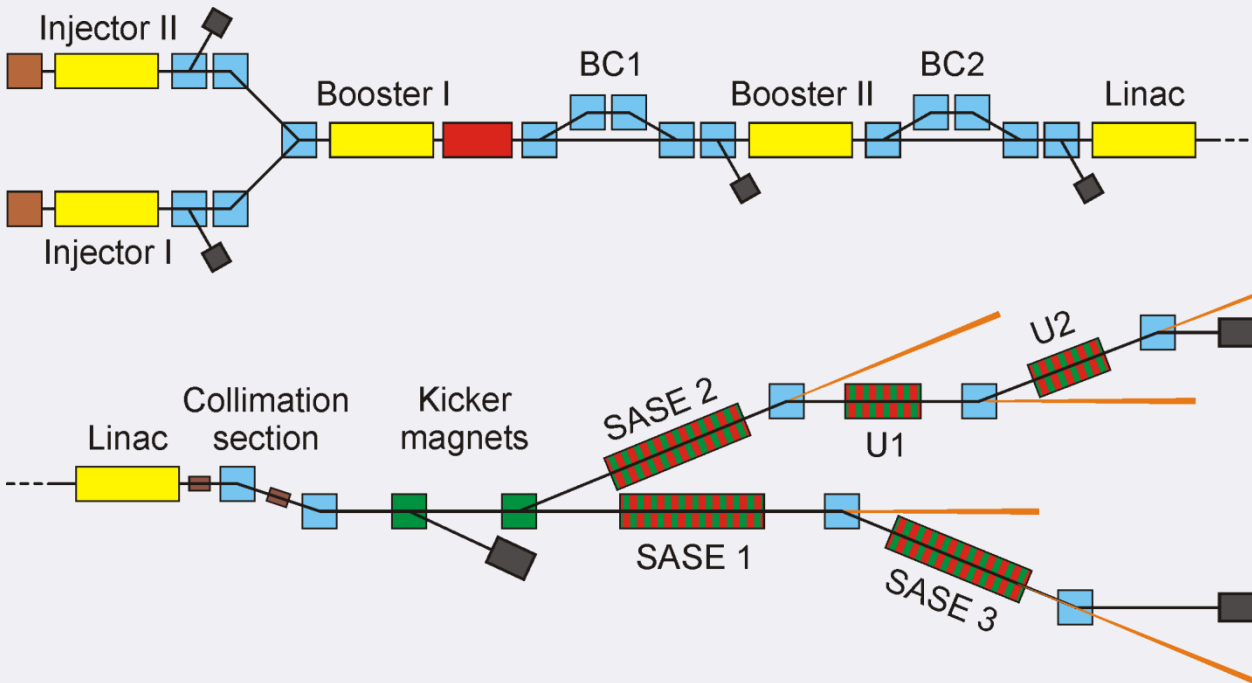 Injector II
BC1
BC2
Booster I
Booster II
Linac
Injector I
U2
SASE 2
Collimation
section
Kicker
magnets
Linac
U1
SASE 1
SASE 3